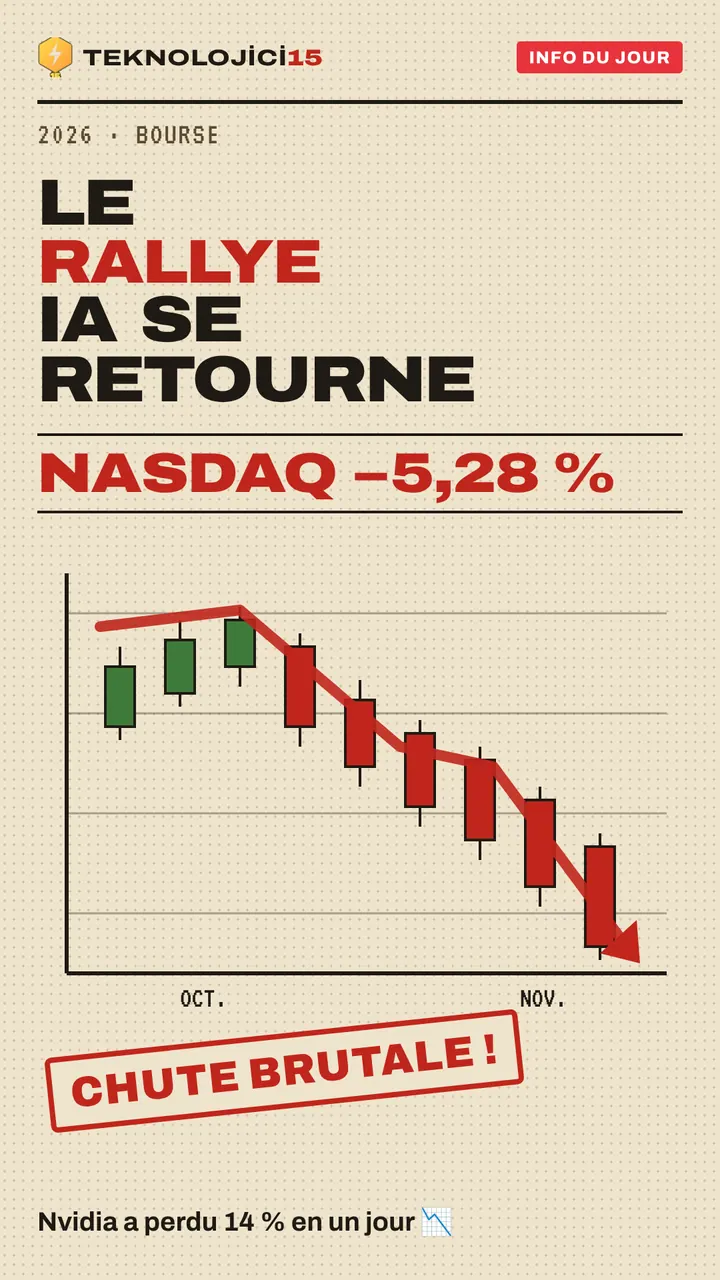 TEKNOLOJİCİ15
INFO DU JOUR
2026 · BOURSE
LE
RALLYE
IA SE
RETOURNE
NASDAQ –5,28 %
OCT.
NOV.
CHUTE BRUTALE !
Nvidia a perdu 14 % en un jour 📉